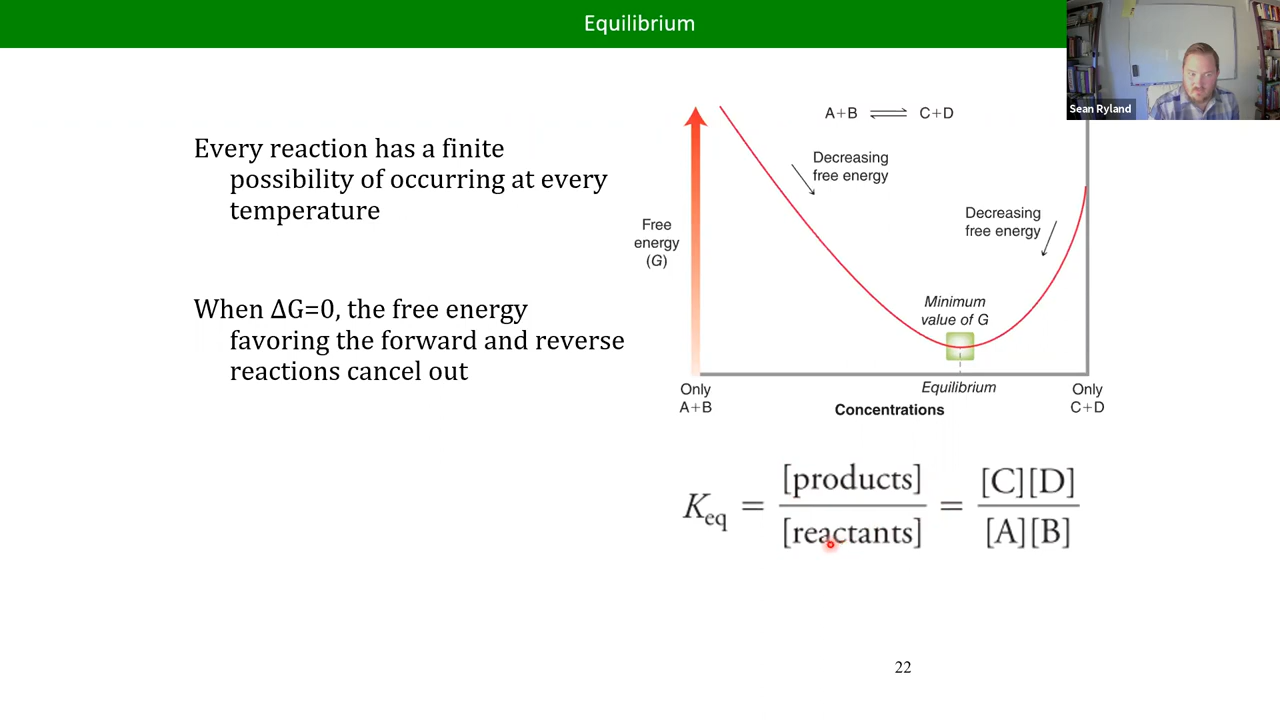 Equilibrium
Sean Ryland
Every reaction has a finite
possibility of occurring at every
temperature
When ΔG=0, the free energy
favoring the forward and reverse
reactions cancel out
A+B ⇌ C+D
Decreasing
free energy
Decreasing
free energy
Free
energy
(G)
Minimum
value of G
Equilibrium
Only
A+B
Only
C+D
Concentrations
Keq = [products] / [reactants] = [C][D] / [A][B]
22